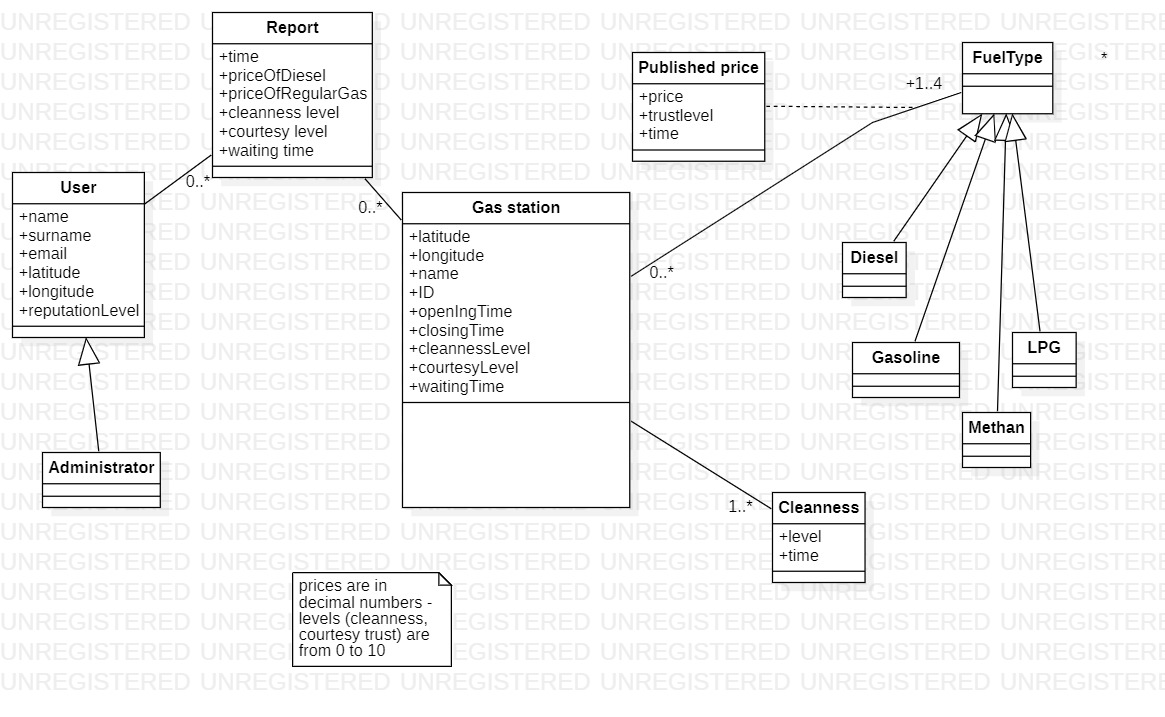 Report
+time
+priceOfDiesel
+priceOfRegularGas
+cleanness level
+courtesy level
+waiting time
0..*
0..*
User
+name
+surname
+email
+latitude
+longitude
+reputationLevel
Administrator
Gas station
+latitude
+longitude
+name
+ID
+openIngTime
+closingTime
+cleannessLevel
+courtesyLevel
+waitingTime
Published price
+price
+trustlevel
+time
+1..4
0..*
FuelType
*
Diesel
Gasoline
LPG
Methan
1..*
Cleanness
+level
+time
prices are in
decimal numbers -
levels (cleanness,
courtesy trust) are
from 0 to 10
UNREGISTERED